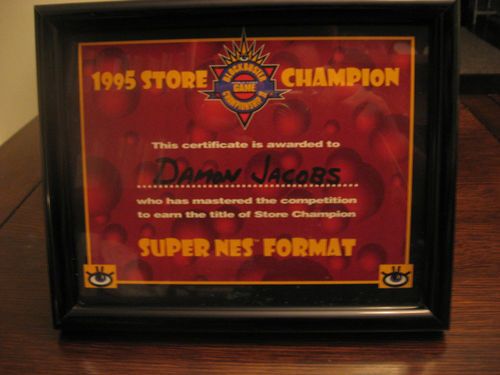 1995 STORE CHAMPION
BLOCKBUSTER
GAME
CHAMPIONSHIP II
This certificate is awarded to
DAMON JACOBS
who has mastered the competition
to earn the title of Store Champion
SUPER NES™ FORMAT